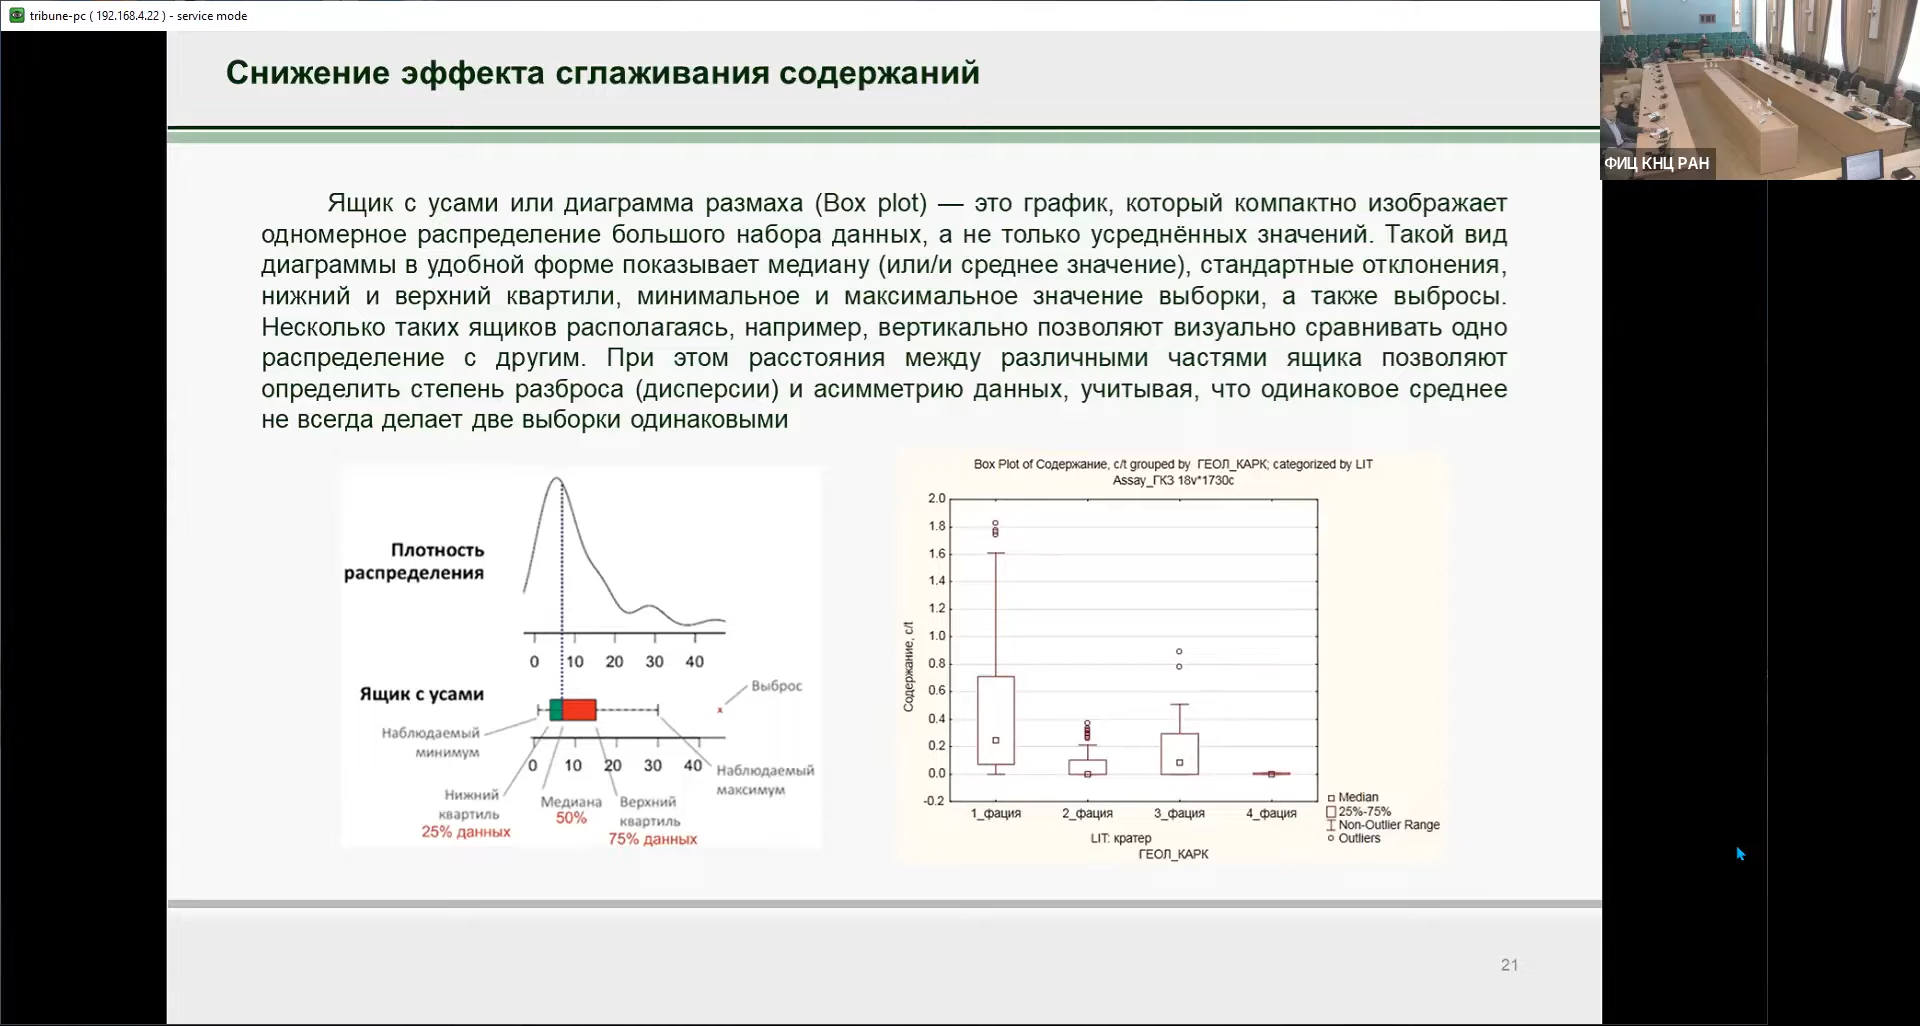 tribune-pc ( 192.168.4.22 ) - service mode
ФИЦ КНЦ РАН
Снижение эффекта сглаживания содержаний
Ящик с усами или диаграмма размаха (Box plot) — это график, который компактно изображает
одномерное распределение большого набора данных, а не только усреднённых значений. Такой вид
диаграммы в удобной форме показывает медиану (или/и среднее значение), стандартные отклонения,
нижний и верхний квартили, минимальное и максимальное значение выборки, а также выбросы.
Несколько таких ящиков располагаясь, например, вертикально позволяют визуально сравнивать одно
распределение с другим. При этом расстояния между различными частями ящика позволяют
определить степень разброса (дисперсии) и асимметрию данных, учитывая, что одинаковое среднее
не всегда делает две выборки одинаковыми
Плотность
распределения
0 10 20 30 40
Ящик с усами
Выброс
x
Наблюдаемый
минимум
0 10 20 30 40
Наблюдаемый
максимум
Нижний
квартиль
25% данных
Медиана
50%
Верхний
квартиль
75% данных
Box Plot of Содержание, c/t grouped by ГЕОЛ_КАРК; categorized by LIT
Assay_ГКЗ 18v*1730c
Содержание, c/t
2.0
1.8
1.6
1.4
1.2
1.0
0.8
0.6
0.4
0.2
0.0
-0.2
1_фация 2_фация 3_фация 4_фация
LIT: кратер
ГЕОЛ_КАРК
Median
25%-75%
Non-Outlier Range
Outliers
21